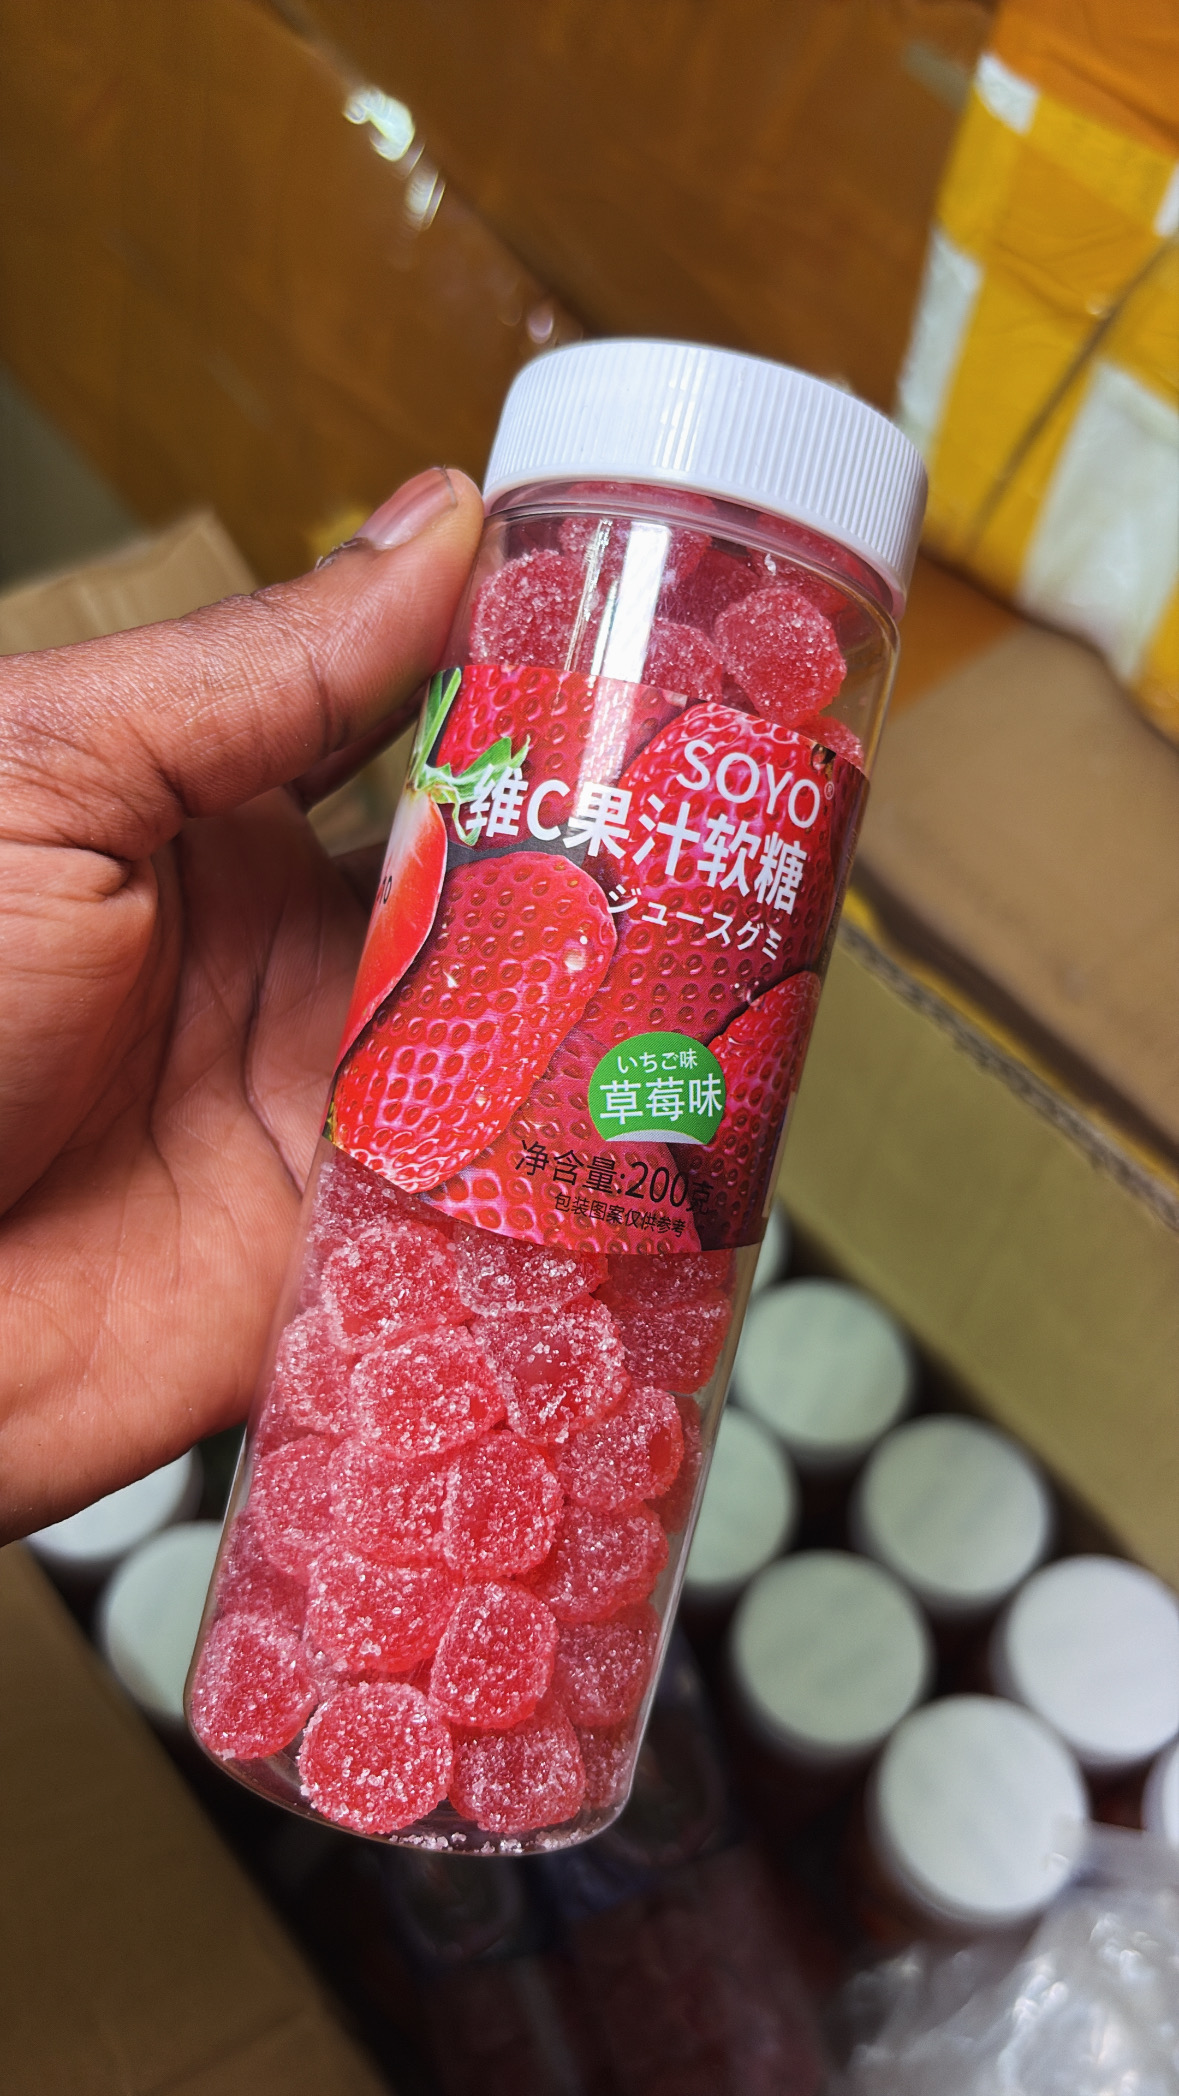 SOYO®
维C果汁软糖
ジュースグミ
いちご味
草莓味
净含量:200克
包装图案仅供参考